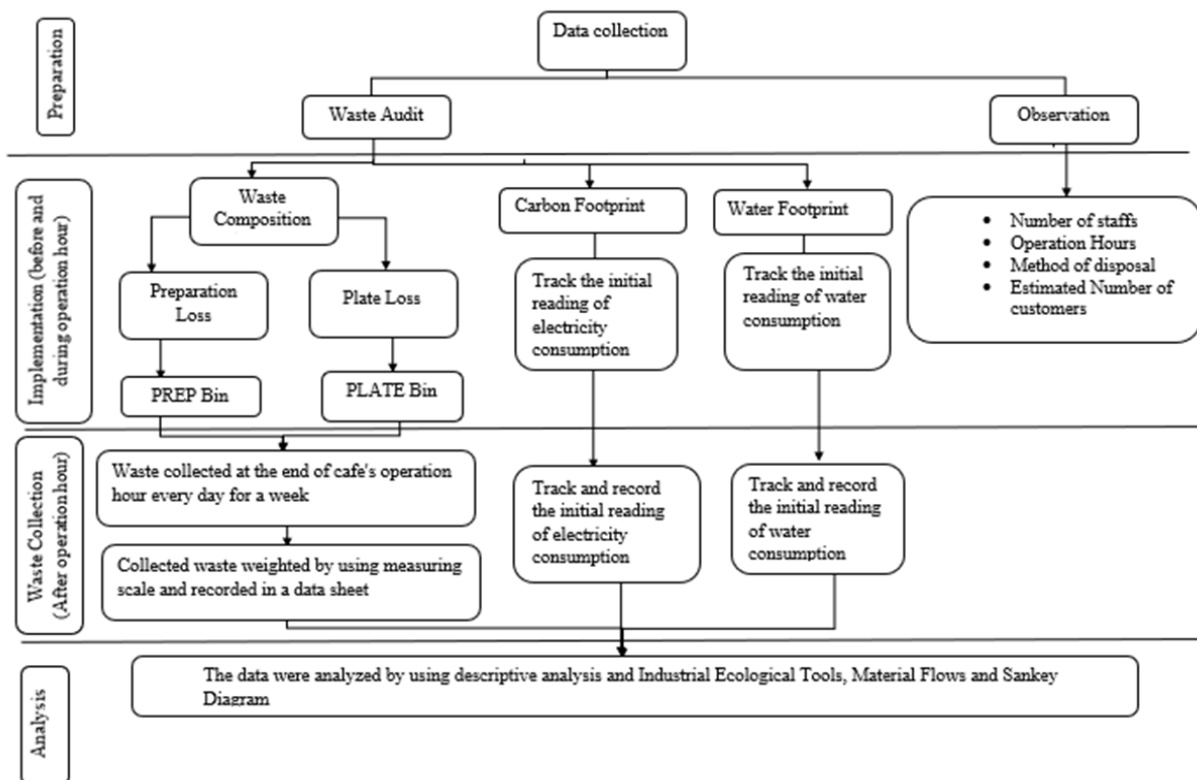 Preparation
Data collection
Waste Audit
Observation
Implementation (before and
during operation hour)
Waste
Composition
Carbon Footprint
Water Footprint
• Number of staffs
• Operation Hours
• Method of disposal
• Estimated Number of
customers
Preparation
Loss
Plate Loss
Track the initial
reading of
electricity
consumption
Track the initial
reading of water
consumption
PREP Bin
PLATE Bin
Waste Collection
(After operation hour)
Waste collected at the end of cafe's operation
hour every day for a week
Track and record
the initial reading
of electricity
consumption
Track and record
the initial reading
of water
consumption
Collected waste weighted by using measuring
scale and recorded in a data sheet
Analysis
The data were analyzed by using descriptive analysis and Industrial Ecological Tools, Material Flows and Sankey
Diagram